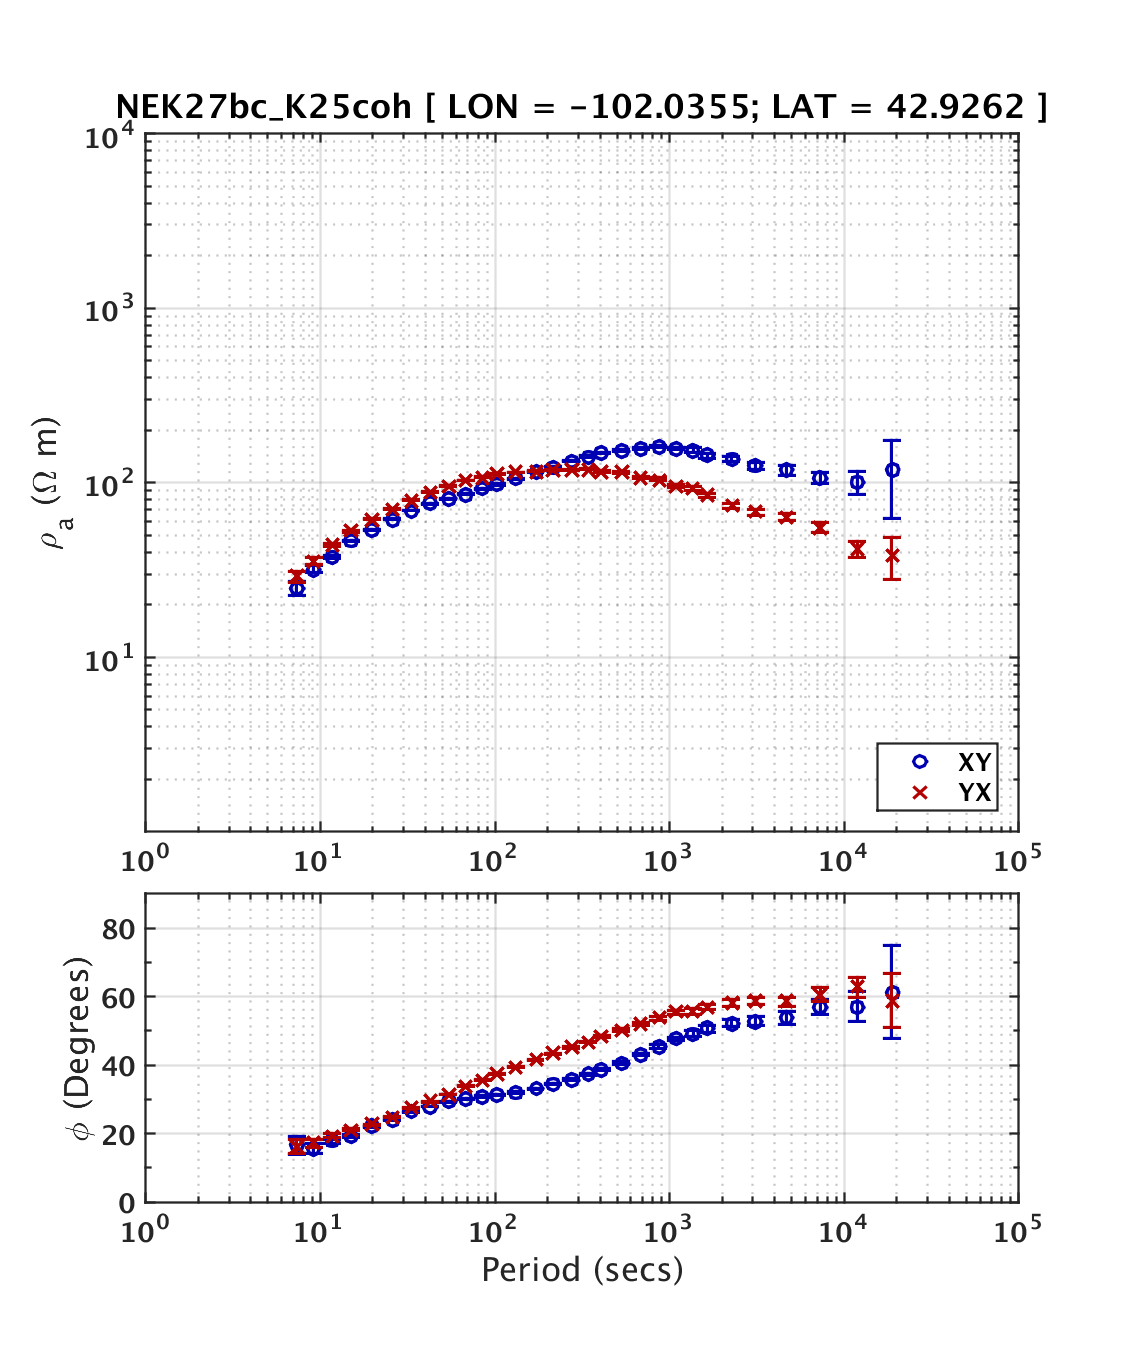 NEK27bc_K25coh [ LON = -102.0355; LAT = 42.9262 ]
10^4
10^3
10^2
10^1
ρ_a (Ω m)
XY
YX
10^0 10^1 10^2 10^3 10^4 10^5
80
60
40
20
0
ϕ (Degrees)
10^0 10^1 10^2 10^3 10^4 10^5
Period (secs)